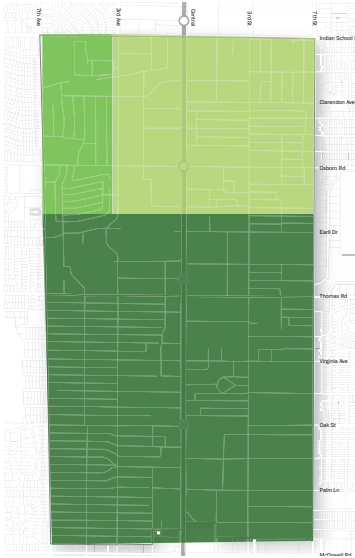 7th Ave
3rd Ave
Central
3rd St
7th St
Indian School
Clarendon Ave
Osborn Rd
Earll Dr
Thomas Rd
Virginia Ave
Oak St
Palm Ln
McDowell Rd